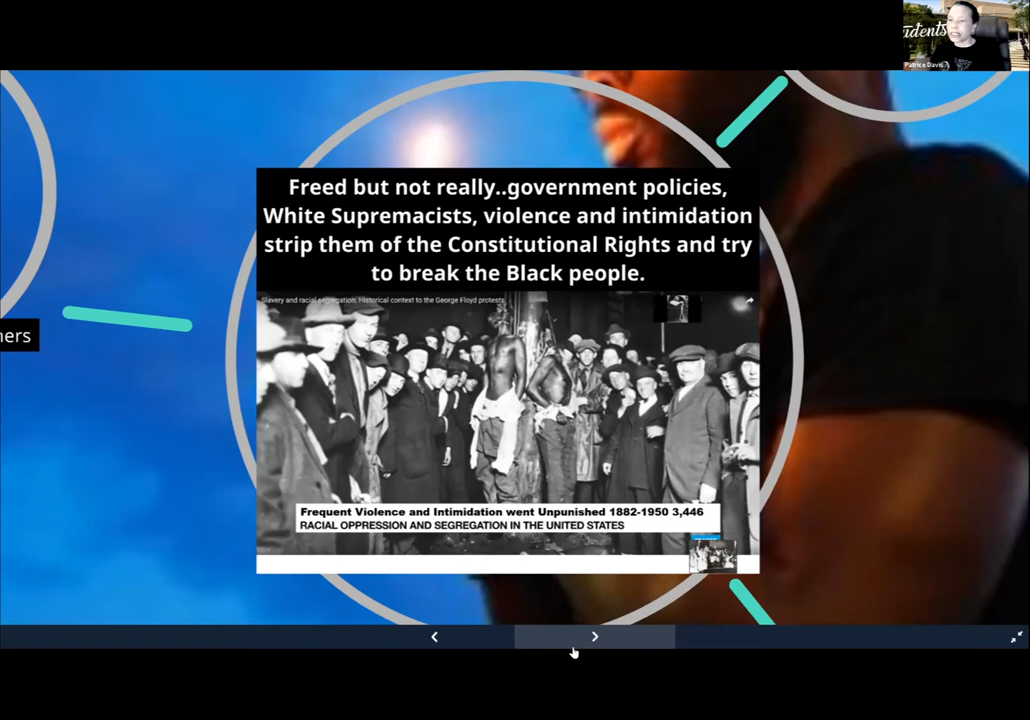 udents
Patrice Davis
Freed but not really..government policies,
White Supremacists, violence and intimidation
strip them of the Constitutional Rights and try
to break the Black people.
Slavery and racial segregation: Historical context to the George Floyd protests
ners
Frequent Violence and Intimidation went Unpunished 1882-1950 3,446
RACIAL OPPRESSION AND SEGREGATION IN THE UNITED STATES